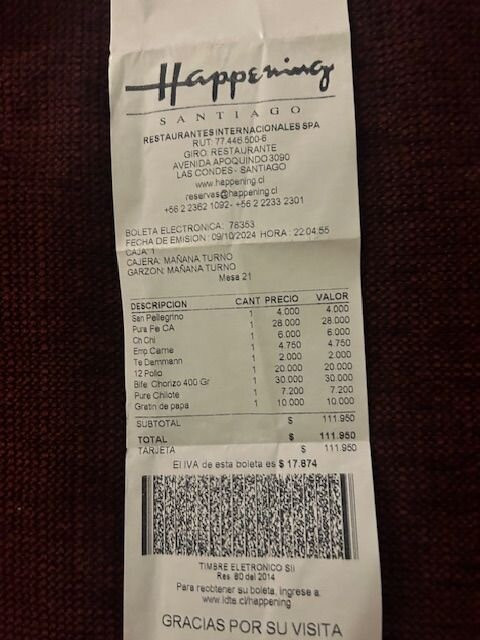 Happening
SANTIAGO
RESTAURANTES INTERNACIONALES SPA
RUT: 77.446.500-6
GIRO: RESTAURANTE
AVENIDA APOQUINDO 3090
LAS CONDES - SANTIAGO
www.happening.cl
reservas@happening.cl
+56 2 2362 1092- +56 2 2233 2301
BOLETA ELECTRONICA: 76353
FECHA DE EMISION : 09/10/2024 HORA : 22:04:55
CAJA: 1
CAJERA: MAÑANA TURNO
GARZON: MAÑANA TURNO
Mesa 21
DESCRIPCION CANT PRECIO VALOR
San Pellegrino 1 4.000 4.000
Pura Fe CA 1 28.000 28.000
Ch Chi 1 6.000 6.000
Emp Carne 1 4.750 4.750
Te Dammann 1 2.000 2.000
12 Pollo 1 20.000 20.000
Bife Chorizo 400 Gr 1 30.000 30.000
Pure Chilote 1 7.200 7.200
Gratin de papa 1 10.000 10.000
SUBTOTAL $ 111.950
TOTAL $ 111.950
TARJETA $ 111.950
El IVA de esta boleta es $ 17.874
TIMBRE ELETRONICO SII
Res. 80 del 2014
Para reobtener su boleta, ingrese a
www.idte.cl/happening
GRACIAS POR SU VISITA